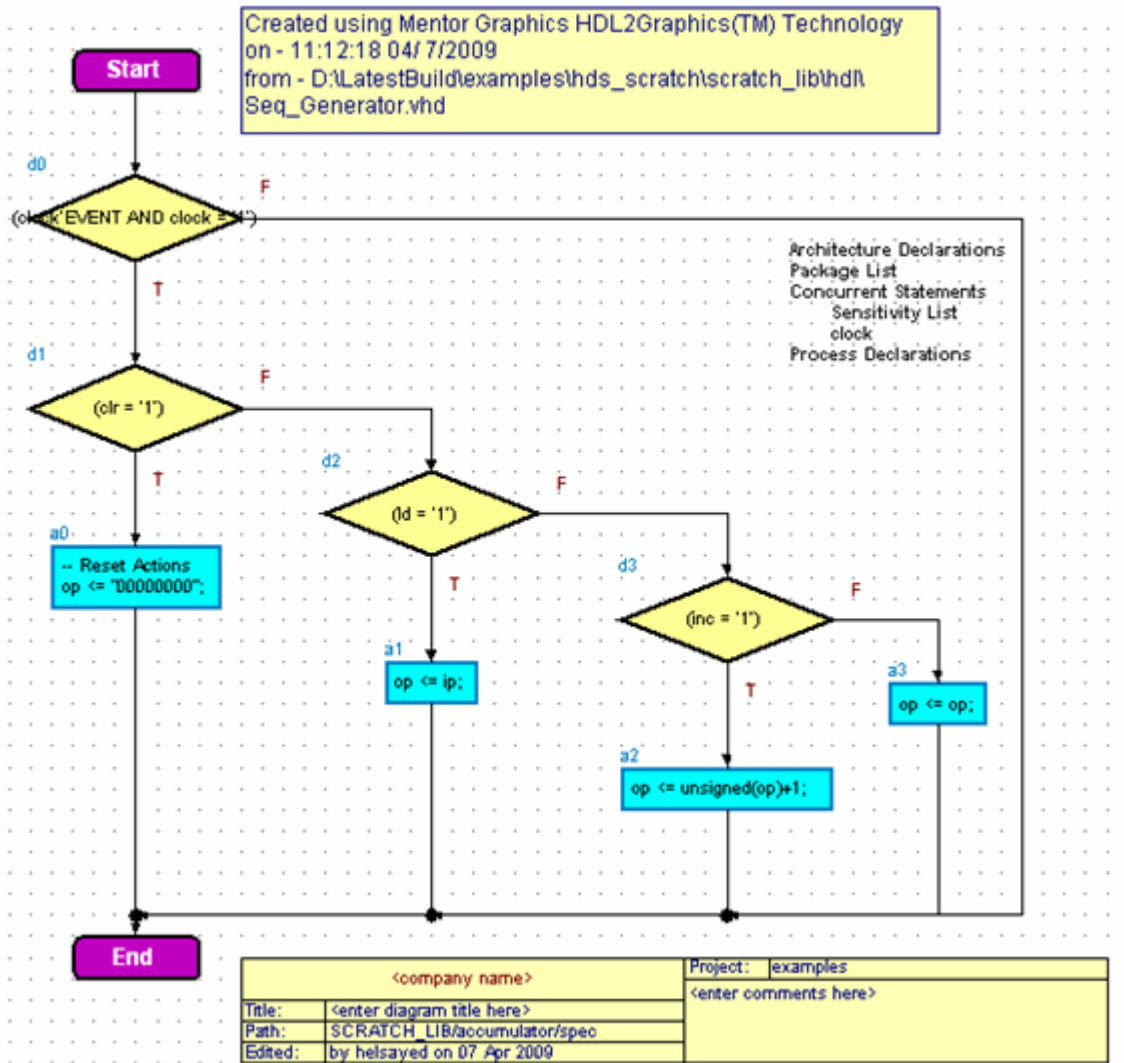 Created using Mentor Graphics HDL2Graphics(TM) Technology
on - 11:12:18 04/ 7/2009
from - D:\LatestBuild\examples\hds_scratch\scratch_lib\hdl\
Seq_Generator.vhd
Start
d0
F
(clock'EVENT AND clock = '1')
T
Architecture Declarations
Package List
Concurrent Statements
Sensitivity List
clock
Process Declarations
d1
F
(clr = '1')
T
d2
F
(ld = '1')
T
a0
-- Reset Actions
op <= "00000000";
d3
F
(inc = '1')
T
a1
op <= ip;
a3
op <= op;
a2
op <= unsigned(op)+1;
End
<company name>
Project: examples
<enter comments here>
Title: <enter diagram title here>
Path: SCRATCH_LIB/accumulator/spec
Edited: by helsayed on 07 Apr 2009